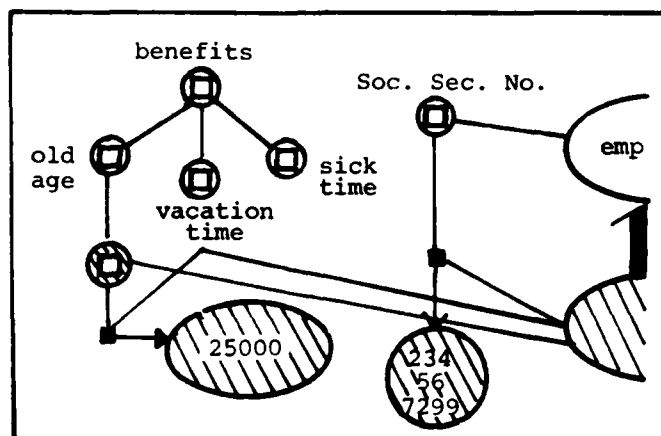 benefits
Soc. Sec. No.
old
age
emp
sick
time
vacation
time
25000
234
56
7299